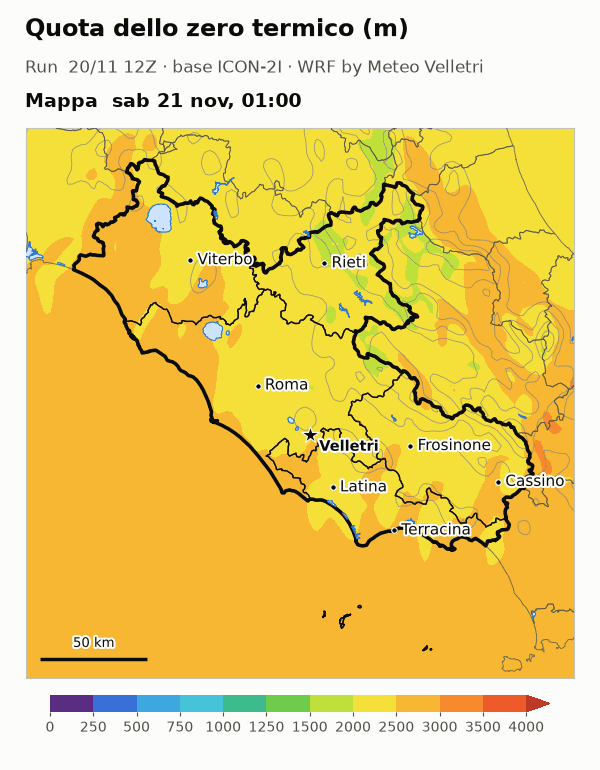 Quota dello zero termico (m)
Run 20/11 12Z · base ICON-2I · WRF by Meteo Velletri
Mappa sab 21 nov, 01:00
Viterbo
Rieti
Roma
Velletri
Frosinone
Cassino
Latina
Terracina
50 km
0 250 500 750 1000 1250 1500 2000 2500 3000 3500 4000